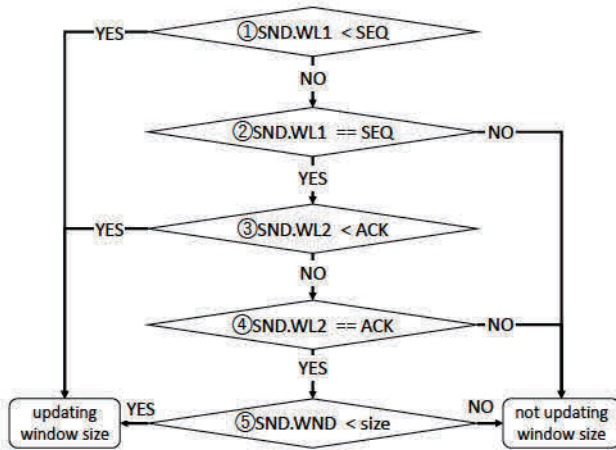 ①SND.WL1 < SEQ
YES
NO
②SND.WL1 == SEQ
NO
YES
③SND.WL2 < ACK
YES
NO
④SND.WL2 == ACK
NO
YES
⑤SND.WND < size
YES
NO
updating
window size
not updating
window size